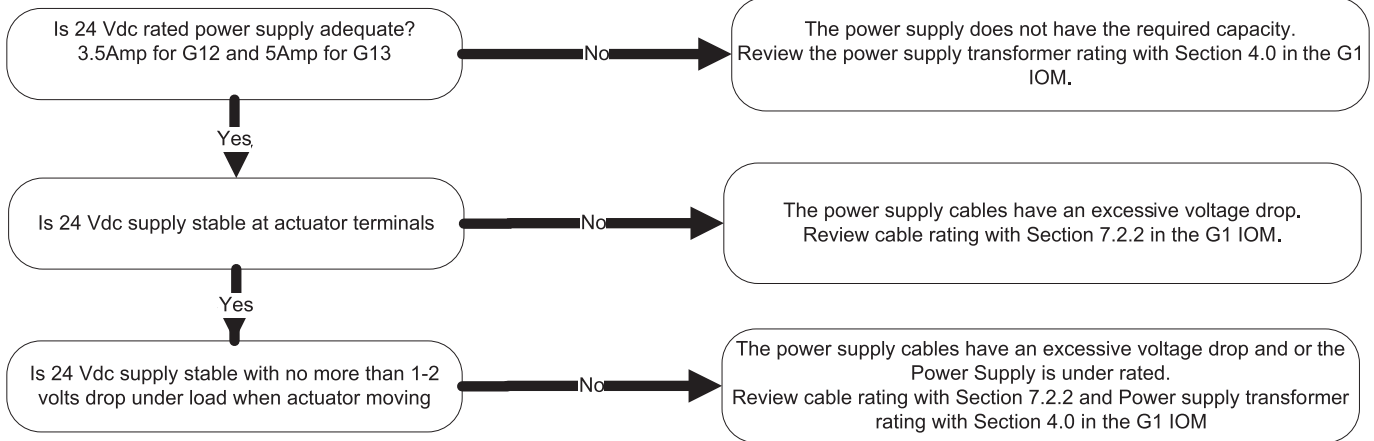 Is 24 Vdc rated power supply adequate?
3.5Amp for G12 and 5Amp for G13
No
The power supply does not have the required capacity.
Review the power supply transformer rating with Section 4.0 in the G1
IOM.
Yes
Is 24 Vdc supply stable at actuator terminals
No
The power supply cables have an excessive voltage drop.
Review cable rating with Section 7.2.2 in the G1 IOM.
Yes
Is 24 Vdc supply stable with no more than 1-2
volts drop under load when actuator moving
No
The power supply cables have an excessive voltage drop and or the
Power Supply is under rated.
Review cable rating with Section 7.2.2 and Power supply transformer
rating with Section 4.0 in the G1 IOM